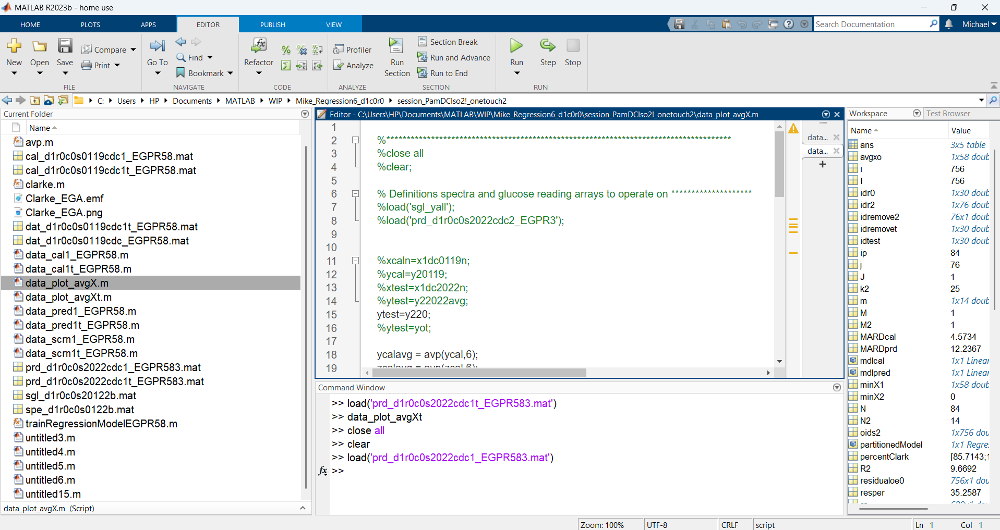 MATLAB R2023b - home use
HOME PLOTS APPS EDITOR PUBLISH VIEW
Search Documentation
Michael
New
Open
Save
Compare
Print
FILE
Go To
Find
Bookmark
NAVIGATE
Refactor
CODE
Profiler
Analyze
ANALYZE
Run Section
Section Break
Run and Advance
Run to End
SECTION
Run
Step
Stop
RUN
C: Users HP Documents MATLAB WIP Mike_Regression6_d1c0r0 session_PamDCIso2!_onetouch2
Current Folder
Name
avp.m
cal_d1r0c0s0119cdc1_EGPR58.mat
cal_d1r0c0s0119cdc1t_EGPR58.mat
clarke.m
Clarke_EGA.emf
Clarke_EGA.png
dat_d1r0c0s0119cdc1t_EGPR58.mat
dat_d1r0c0s0119cdc_EGPR58.mat
data_cal1_EGPR58.m
data_cal1t_EGPR58.m
data_plot_avgX.m
data_plot_avgXt.m
data_pred1_EGPR58.m
data_pred1t_EGPR58.m
data_scrn1_EGPR58.m
data_scrn1t_EGPR58.m
prd_d1r0c0s2022cdc1_EGPR583.mat
prd_d1r0c0s2022cdc1t_EGPR583.mat
sgl_d1r0c0s20122b.mat
spe_d1r0c0s0122b.mat
trainRegressionModelEGPR58.m
untitled3.m
untitled4.m
untitled5.m
untitled6.m
untitled15.m
data_plot_avgX.m (Script)
Editor - C:\Users\HP\Documents\MATLAB\WIP\Mike_Regression6_d1c0r0\session_PamDCIso2!_onetouch2\data_plot_avgX.m
data...
data...
1
2 %*************************************************************************************
3 %close all
4 %clear;
5
6 % Definitions spectra and glucose reading arrays to operate on ********************
7 %load('sgl_yall');
8 %load('prd_d1r0c0s2022cdc2_EGPR3');
9
10
11 %xcaln=x1dc0119n;
12 %ycal=y20119;
13 %xtest=x1dc2022n;
14 %ytest=y22022avg;
15 ytest=y220;
16 %ytest=yot;
17
18 ycalavg = avp(ycal,6);
19 zcalavg = avp(zcal,6);
Command Window
>> load('prd_d1r0c0s2022cdc1t_EGPR583.mat')
>> data_plot_avgXt
>> close all
>> clear
>> load('prd_d1r0c0s2022cdc1_EGPR583.mat')
fx >>
Workspace
Test Browser
Name Value
ans 3x5 table
avgxo 1x58 doub
i 756
I 756
idr0 1x30 doub
idr2 1x76 doub
idremove2 76x1 doub
idremovet 1x30 doub
idtest 1x30 doub
ip 84
j 76
J 1
k2 25
m 1x14 doub
M 1
M2 1
MARDcal 4.5734
MARDprd 12.2367
mdlcal 1x1 Linear
mdlpred 1x1 Linear
minX1 1x58 doub
minX2 0
N 84
N2 14
oids2 1x756 dou
partitionedModel 1x1 Regre
percentClark [85.7143;1
R2 9.6692
residualoe0 756x1 dou
resper 35.2587
Zoom: 100% UTF-8 CRLF script Ln 1 Col 1